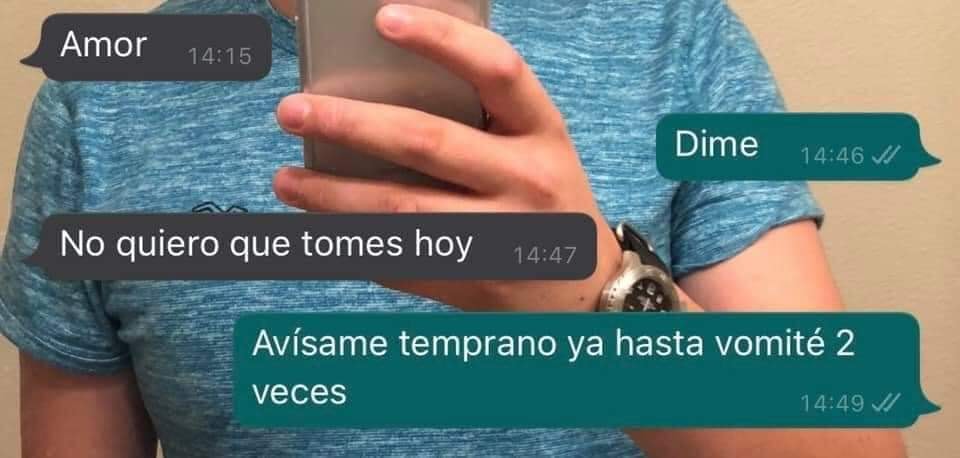 Amor 14:15
Dime 14:46
No quiero que tomes hoy 14:47
Avísame temprano ya hasta vomité 2
veces 14:49